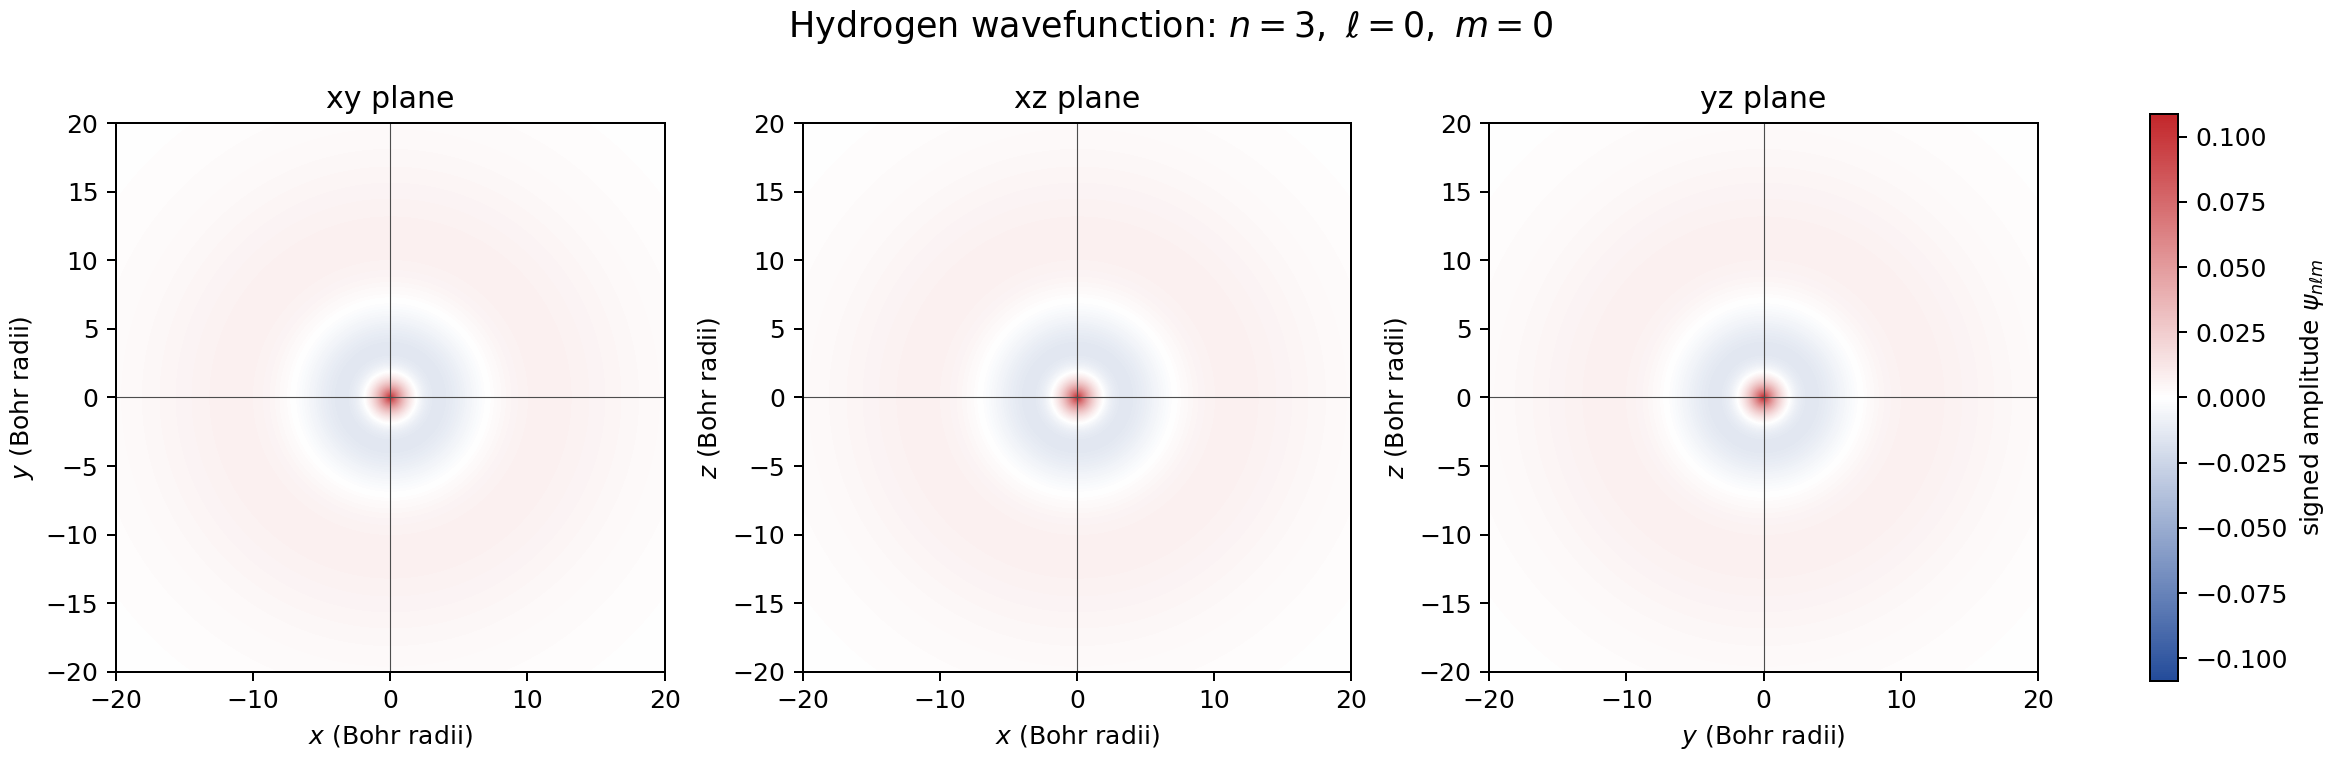 Hydrogen wavefunction: n = 3, ℓ = 0, m = 0
xy plane
20
15
10
5
0
−5
−10
−15
−20
−20 −10 0 10 20
x (Bohr radii)
y (Bohr radii)
xz plane
20
15
10
5
0
−5
−10
−15
−20
−20 −10 0 10 20
x (Bohr radii)
z (Bohr radii)
yz plane
20
15
10
5
0
−5
−10
−15
−20
−20 −10 0 10 20
y (Bohr radii)
z (Bohr radii)
0.100
0.075
0.050
0.025
0.000
−0.025
−0.050
−0.075
−0.100
signed amplitude ψnℓm